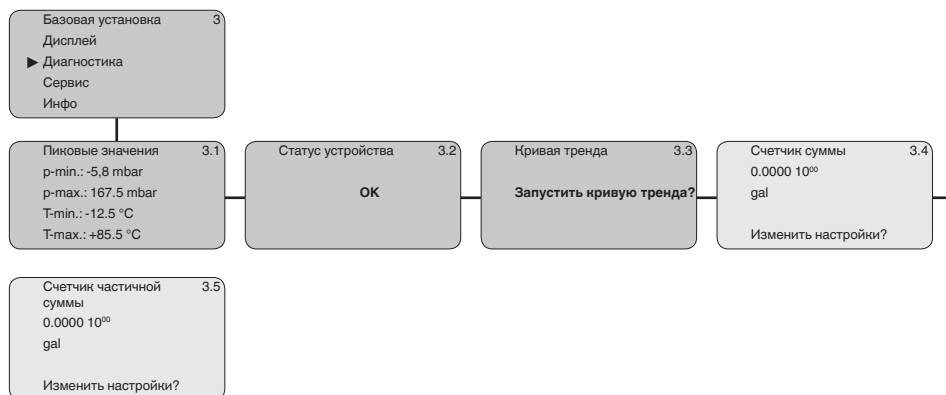 Базовая установка 3
Дисплей
▶ Диагностика
Сервис
Инфо
Пиковые значения 3.1
p-min.: -5,8 mbar
p-max.: 167.5 mbar
T-min.: -12.5 °C
T-max.: +85.5 °C
Статус устройства 3.2
OK
Кривая тренда 3.3
Запустить кривую тренда?
Счетчик суммы 3.4
0.0000 10⁰⁰
gal
Изменить настройки?
Счетчик частичной 3.5
суммы
0.0000 10⁰⁰
gal
Изменить настройки?